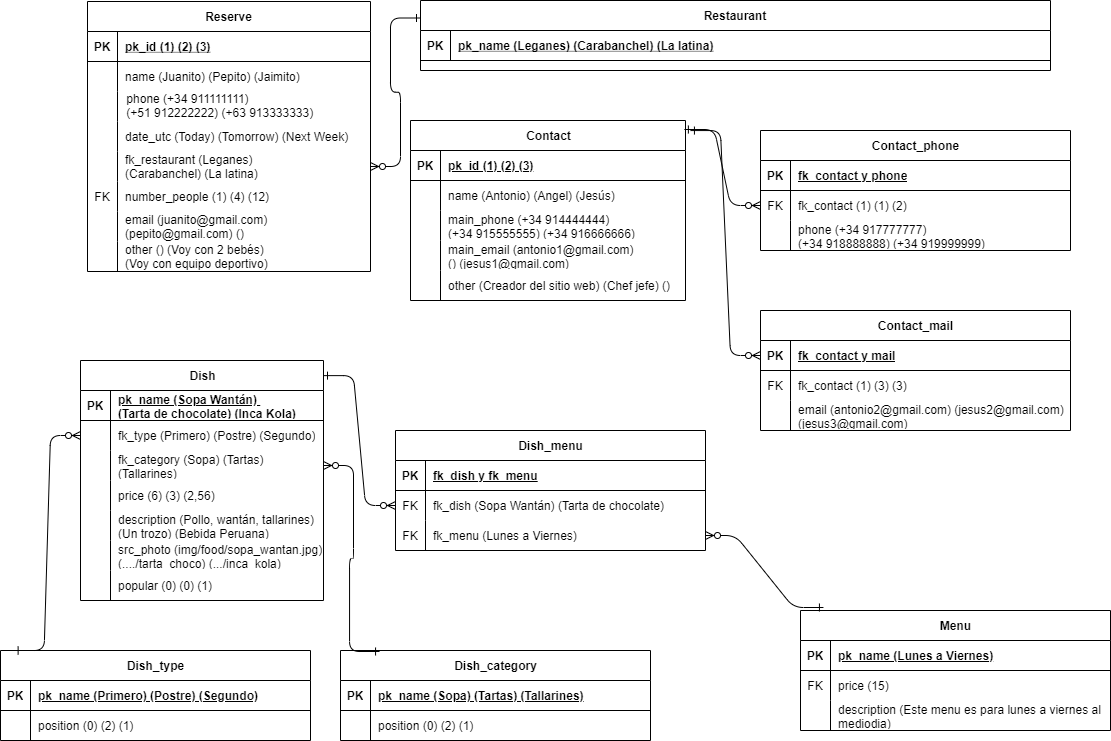 Reserve
PK pk_id (1) (2) (3)
name (Juanito) (Pepito) (Jaimito)
phone (+34 911111111)
(+51 912222222) (+63 913333333)
date_utc (Today) (Tomorrow) (Next Week)
fk_restaurant (Leganes)
(Carabanchel) (La latina)
FK number_people (1) (4) (12)
email (juanito@gmail.com)
(pepito@gmail.com) ()
other () (Voy con 2 bebés)
(Voy con equipo deportivo)
Restaurant
PK pk_name (Leganes) (Carabanchel) (La latina)
Contact
PK pk_id (1) (2) (3)
name (Antonio) (Angel) (Jesús)
main_phone (+34 914444444)
(+34 915555555) (+34 916666666)
main_email (antonio1@gmail.com)
() (jesus1@gmail.com)
other (Creador del sitio web) (Chef jefe) ()
Contact_phone
PK fk_contact y phone
FK fk_contact (1) (1) (2)
phone (+34 917777777)
(+34 918888888) (+34 919999999)
Contact_mail
PK fk_contact y mail
FK fk_contact (1) (3) (3)
email (antonio2@gmail.com) (jesus2@gmail.com)
(jesus3@gmail.com)
Dish
PK pk_name (Sopa Wantán)
(Tarta de chocolate) (Inca Kola)
fk_type (Primero) (Postre) (Segundo)
fk_category (Sopa) (Tartas)
(Tallarines)
price (6) (3) (2,56)
description (Pollo, wantán, tallarines)
(Un trozo) (Bebida Peruana)
src_photo (img/food/sopa_wantan.jpg)
(..../tarta_choco) (.../inca_kola)
popular (0) (0) (1)
Dish_menu
PK fk_dish y fk_menu
FK fk_dish (Sopa Wantán) (Tarta de chocolate)
FK fk_menu (Lunes a Viernes)
Dish_type
PK pk_name (Primero) (Postre) (Segundo)
position (0) (2) (1)
Dish_category
PK pk_name (Sopa) (Tartas) (Tallarines)
position (0) (2) (1)
Menu
PK pk_name (Lunes a Viernes)
FK price (15)
description (Este menu es para lunes a viernes al
mediodia)